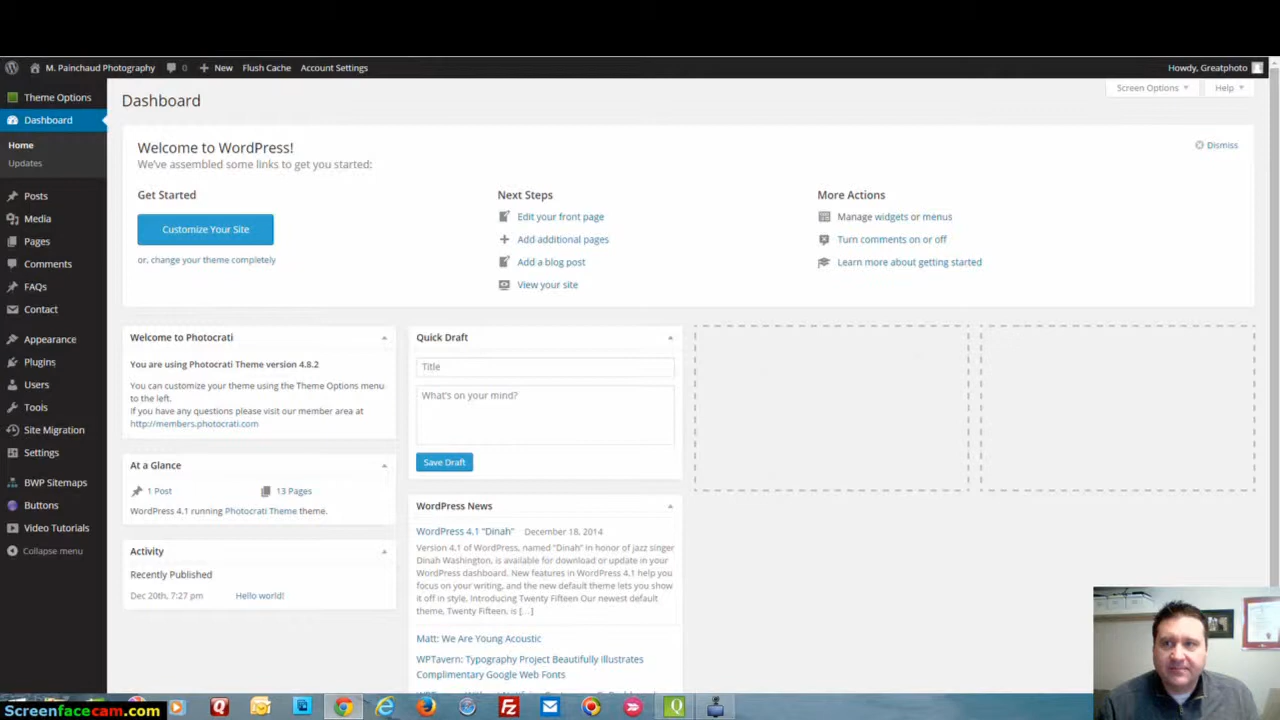 M. Painchaud Photography 0 New Flush Cache Account Settings Howdy, Greatphoto
Theme Options
Dashboard
Home
Updates
Posts
Media
Pages
Comments
FAQs
Contact
Appearance
Plugins
Users
Tools
Site Migration
Settings
BWP Sitemaps
Buttons
Video Tutorials
Collapse menu
Dashboard
Screen Options Help
Welcome to WordPress!
We've assembled some links to get you started:
Dismiss
Get Started
Customize Your Site
or, change your theme completely
Next Steps
Edit your front page
Add additional pages
Add a blog post
View your site
More Actions
Manage widgets or menus
Turn comments on or off
Learn more about getting started
Welcome to Photocrati
You are using Photocrati Theme version 4.8.2
You can customize your theme using the Theme Options menu
to the left.
If you have any questions please visit our member area at
http://members.photocrati.com
At a Glance
1 Post 13 Pages
WordPress 4.1 running Photocrati Theme theme.
Activity
Recently Published
Dec 20th, 7:27 pm Hello world!
Quick Draft
Title
What's on your mind?
Save Draft
WordPress News
WordPress 4.1 "Dinah" December 18, 2014
Version 4.1 of WordPress, named "Dinah" in honor of jazz singer
Dinah Washington, is available for download or update in your
WordPress dashboard. New features in WordPress 4.1 help you
focus on your writing, and the new default theme lets you show
it off in style. Introducing Twenty Fifteen Our newest default
theme, Twenty Fifteen, is […]
Matt: We Are Young Acoustic
WPTavern: Typography Project Beautifully Illustrates
Complimentary Google Web Fonts
Screenfacecam.com